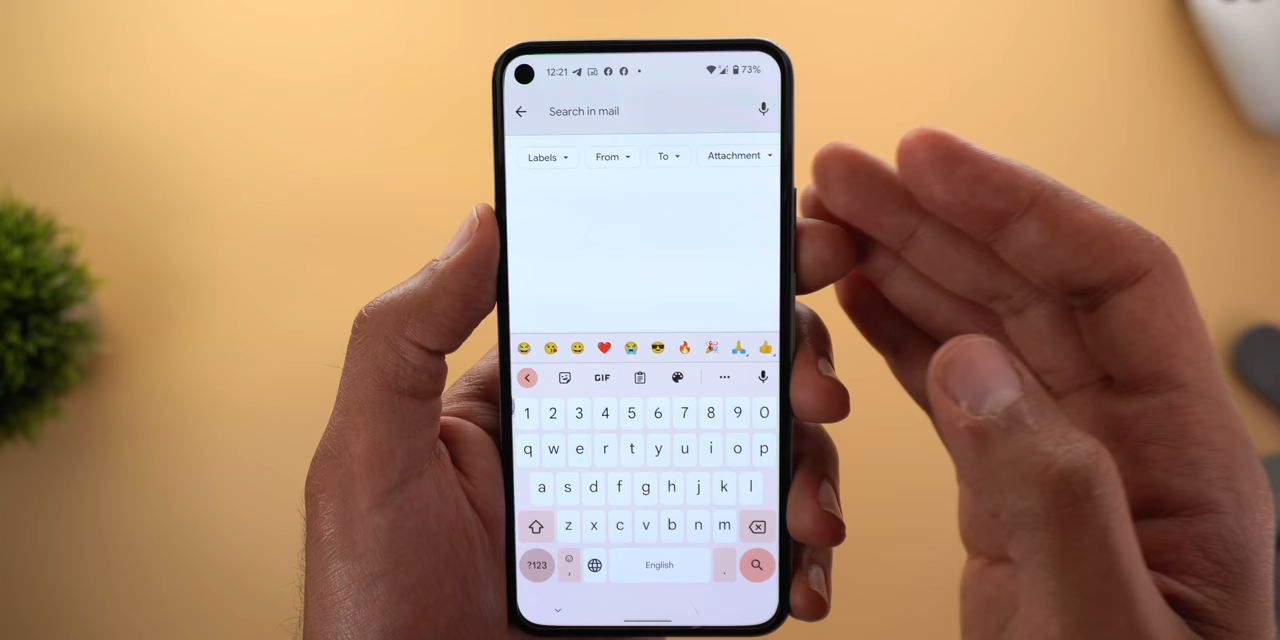 12:21 73%
Search in mail
Labels From To Attachment
GIF
1 2 3 4 5 6 7 8 9 0
q w e r t y u i o p
a s d f g h j k l
z x c v b n m
?123 , English .